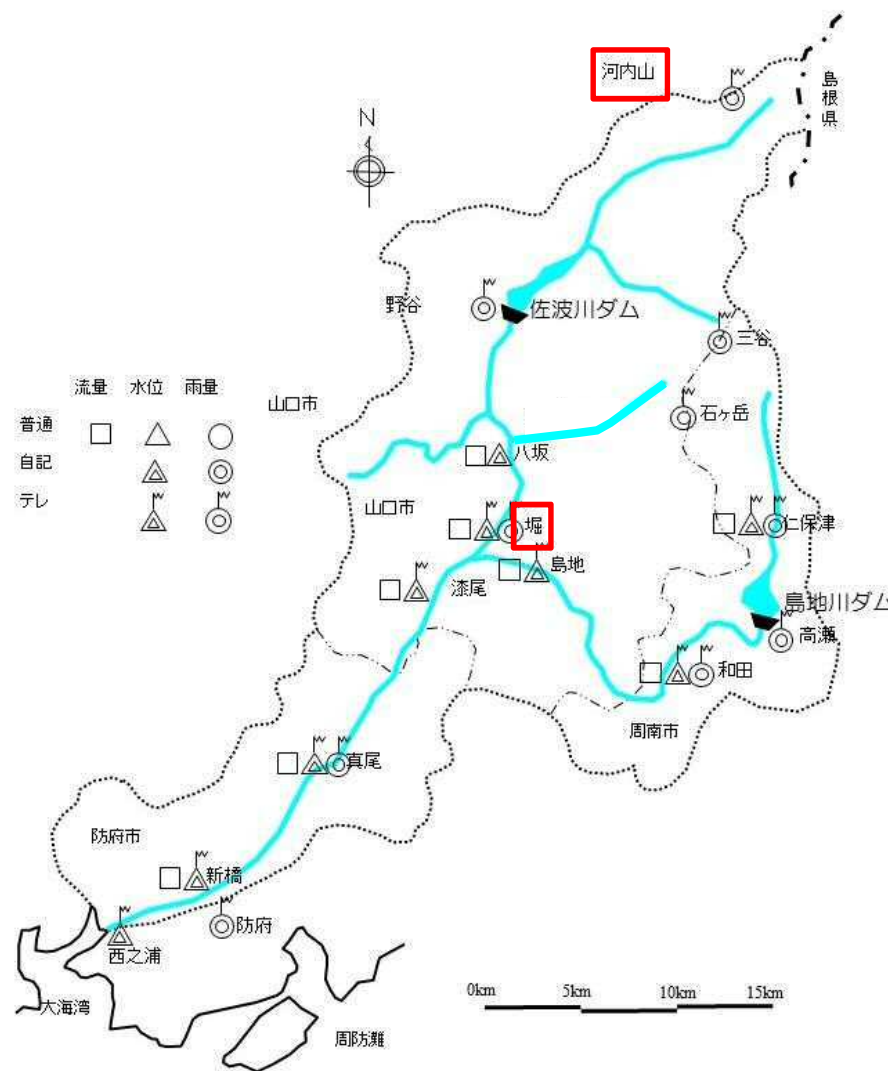 河内山
島根県
N
野谷
佐波川ダム
三谷
流量 水位 雨量
普通
自記
テレ
山口市
石ヶ岳
八坂
山口市
堀
仁保津
島地
漆尾
島地川ダム
高瀬
和田
周南市
真尾
防府市
新橋
防府
西之浦
大海湾
周防灘
0km 5km 10km 15km